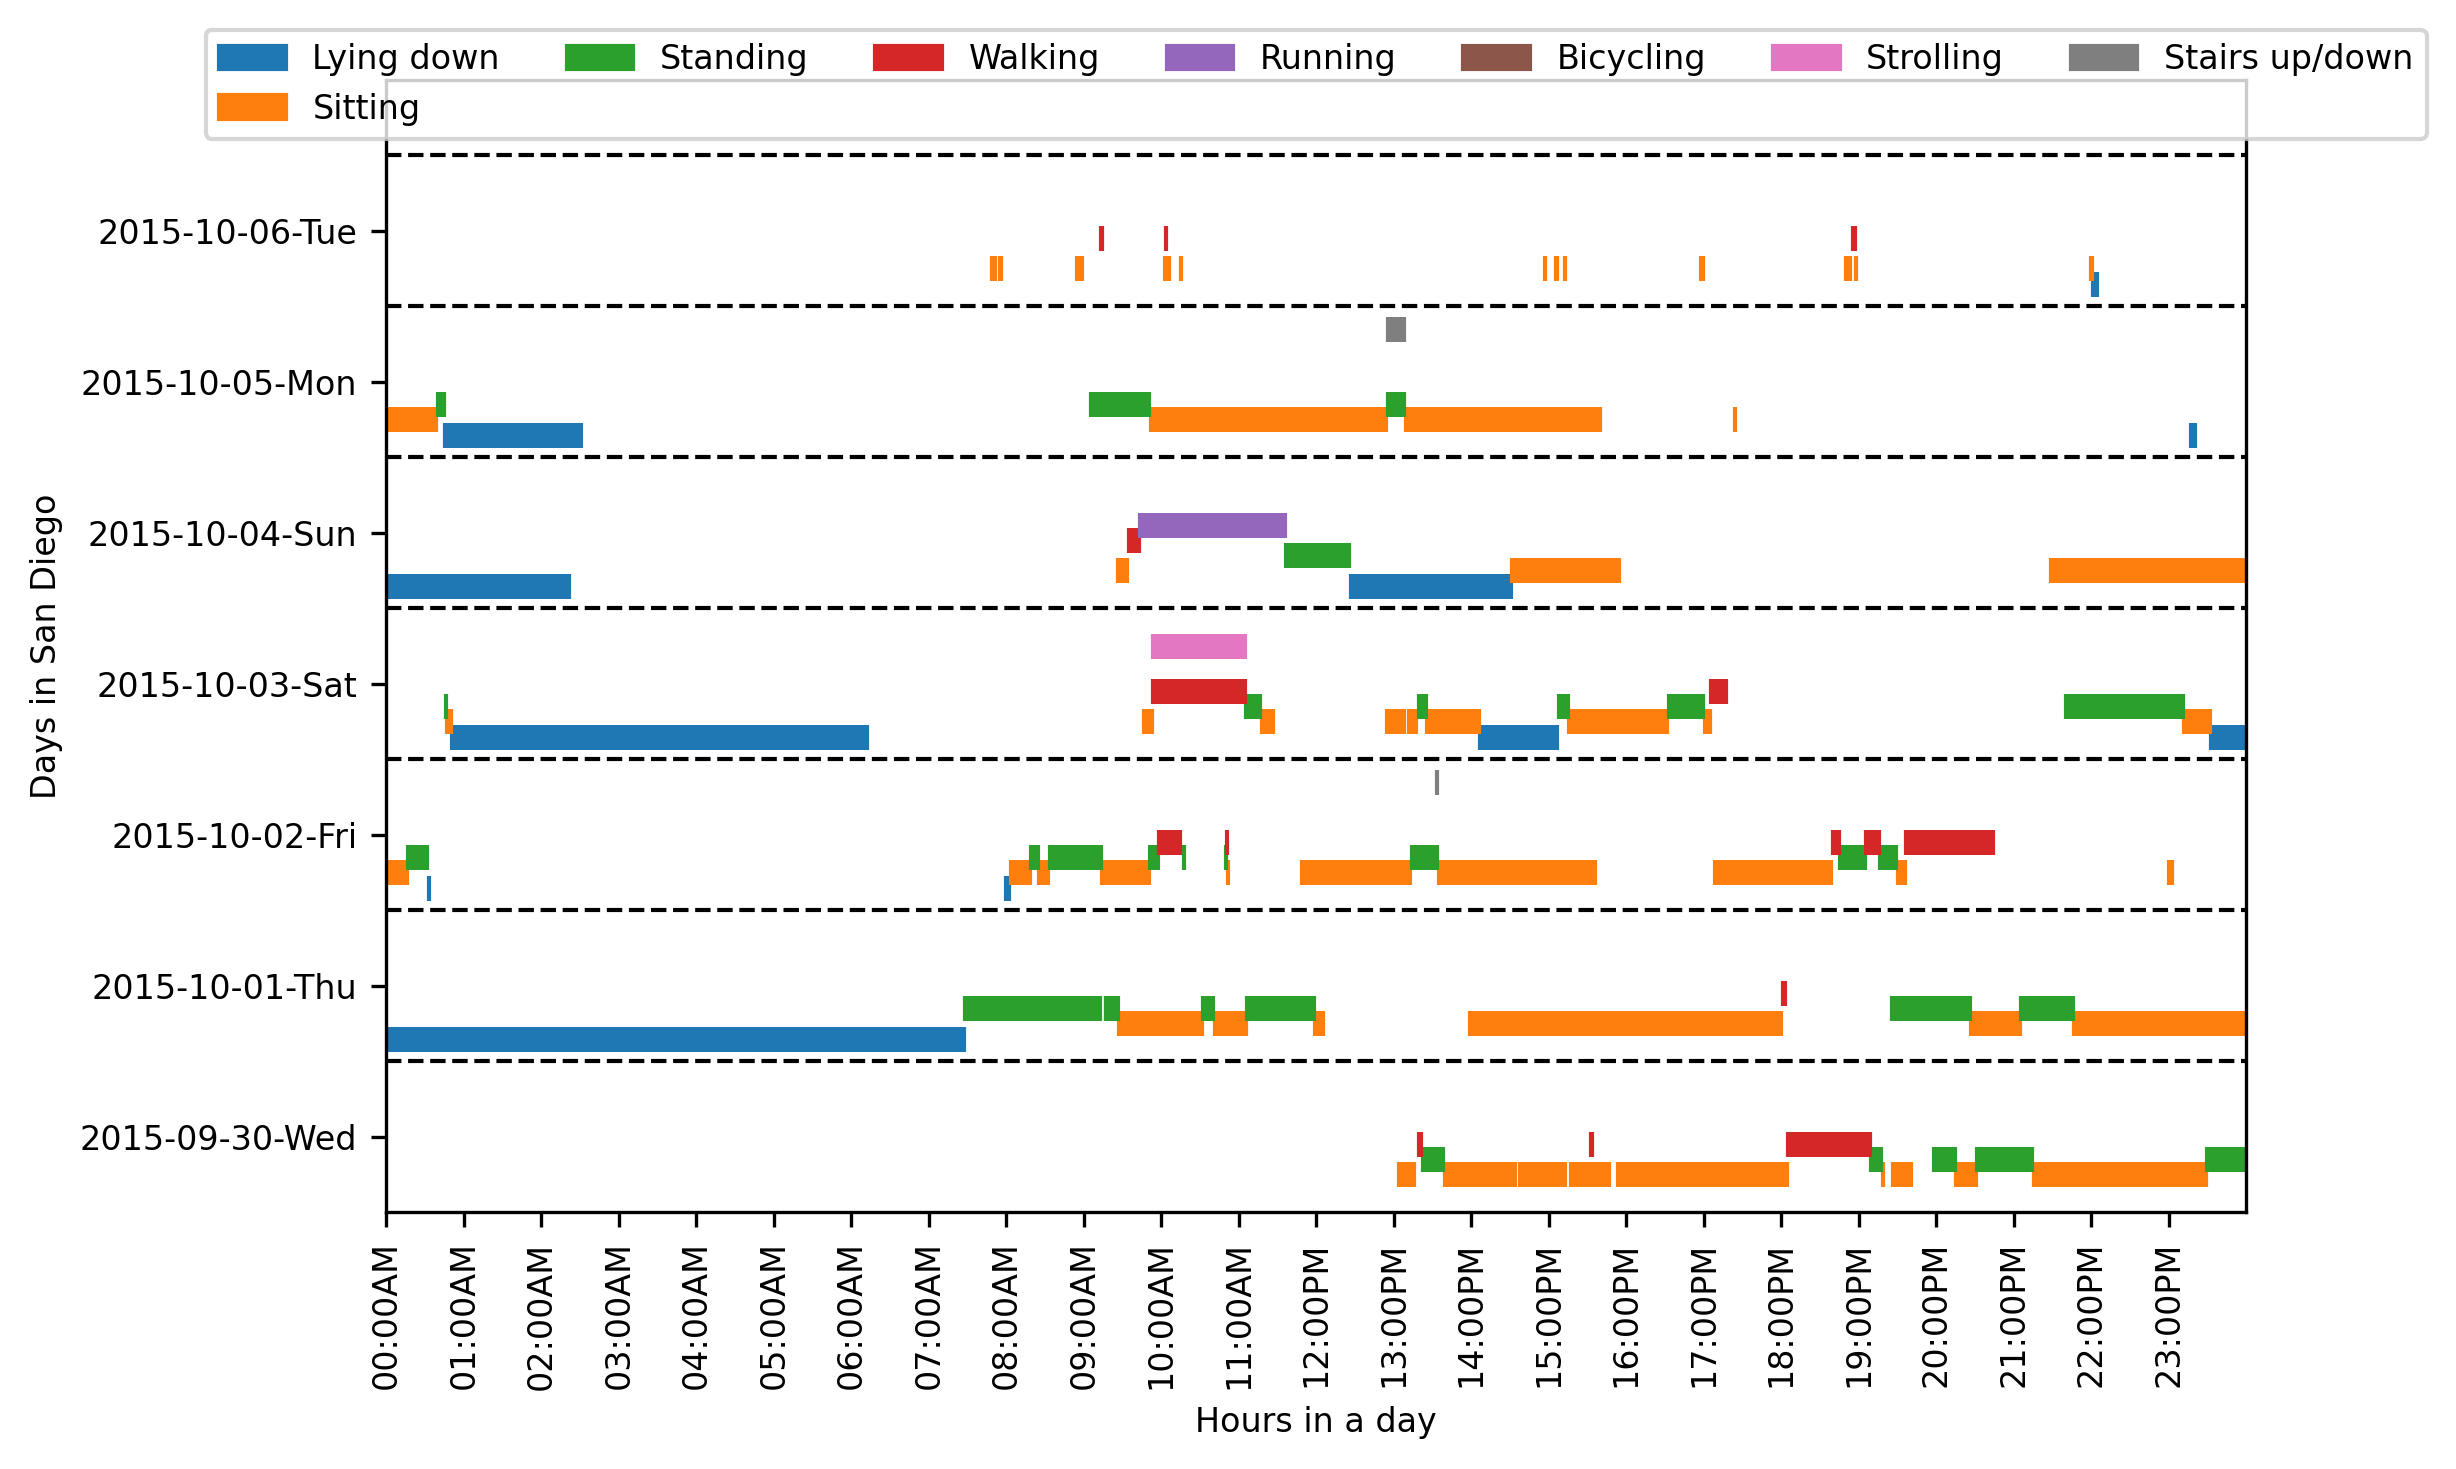 Lying down Standing Walking Running Bicycling Strolling Stairs up/down
Sitting
2015-10-06-Tue
2015-10-05-Mon
2015-10-04-Sun
2015-10-03-Sat
2015-10-02-Fri
2015-10-01-Thu
2015-09-30-Wed
Days in San Diego
00:00AM 01:00AM 02:00AM 03:00AM 04:00AM 05:00AM 06:00AM 07:00AM 08:00AM 09:00AM 10:00AM 11:00AM 12:00PM 13:00PM 14:00PM 15:00PM 16:00PM 17:00PM 18:00PM 19:00PM 20:00PM 21:00PM 22:00PM 23:00PM
Hours in a day